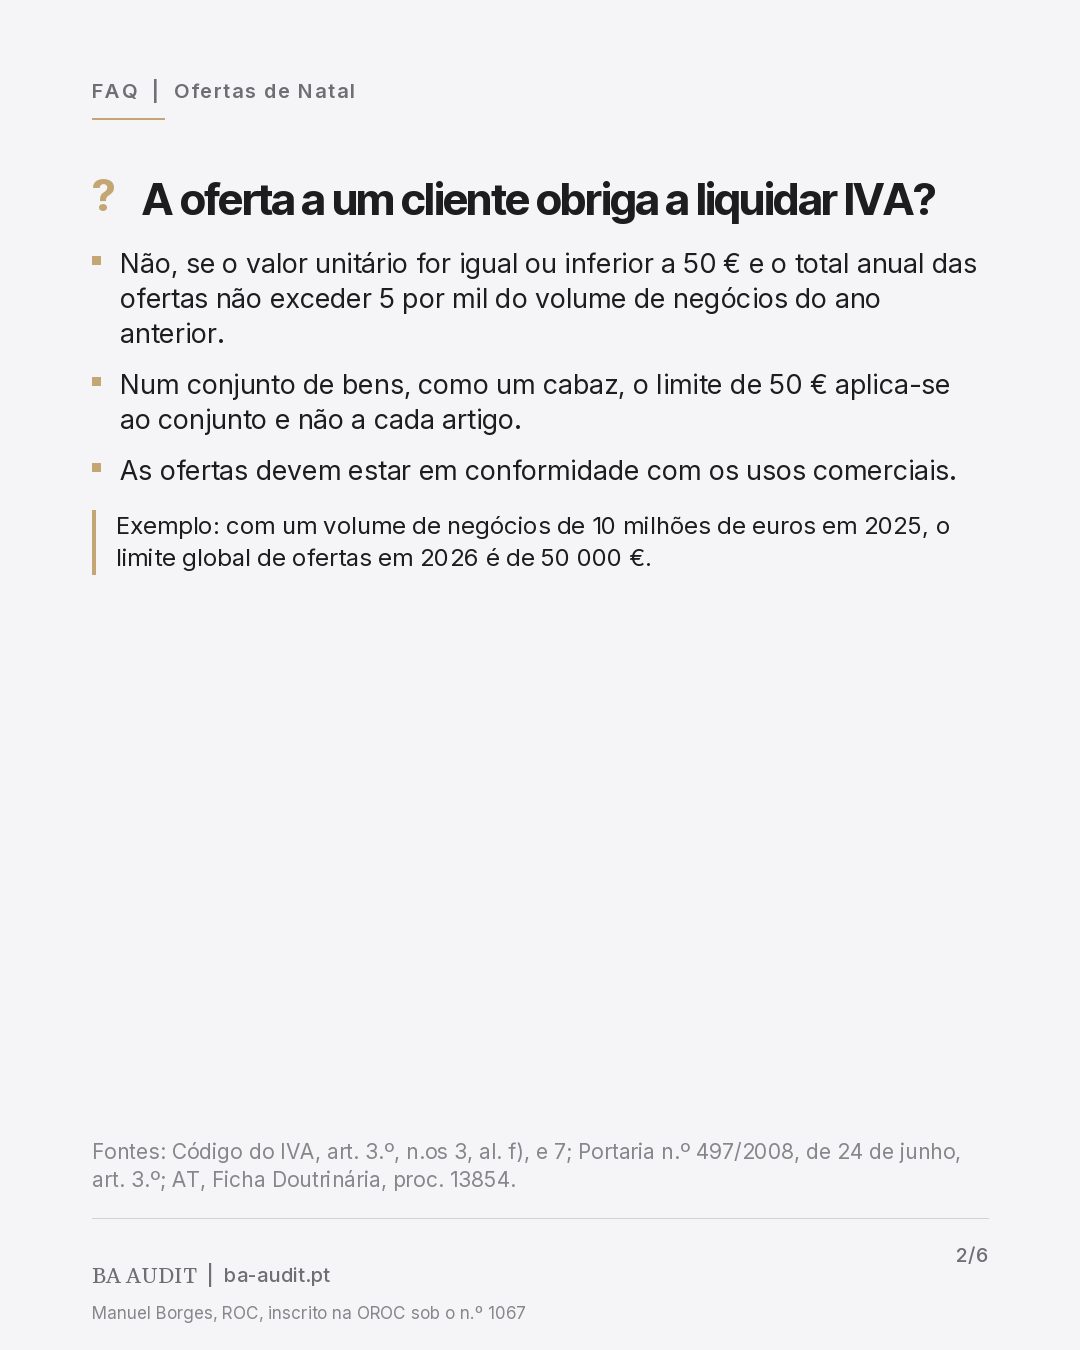 FAQ | Ofertas de Natal
? A oferta a um cliente obriga a liquidar IVA?
Não, se o valor unitário for igual ou inferior a 50 € e o total anual das
ofertas não exceder 5 por mil do volume de negócios do ano
anterior.
Num conjunto de bens, como um cabaz, o limite de 50 € aplica-se
ao conjunto e não a cada artigo.
As ofertas devem estar em conformidade com os usos comerciais.
Exemplo: com um volume de negócios de 10 milhões de euros em 2025, o
limite global de ofertas em 2026 é de 50 000 €.
Fontes: Código do IVA, art. 3.º, n.os 3, al. f), e 7; Portaria n.º 497/2008, de 24 de junho,
art. 3.º; AT, Ficha Doutrinária, proc. 13854.
2/6
BA AUDIT | ba-audit.pt
Manuel Borges, ROC, inscrito na OROC sob o n.º 1067